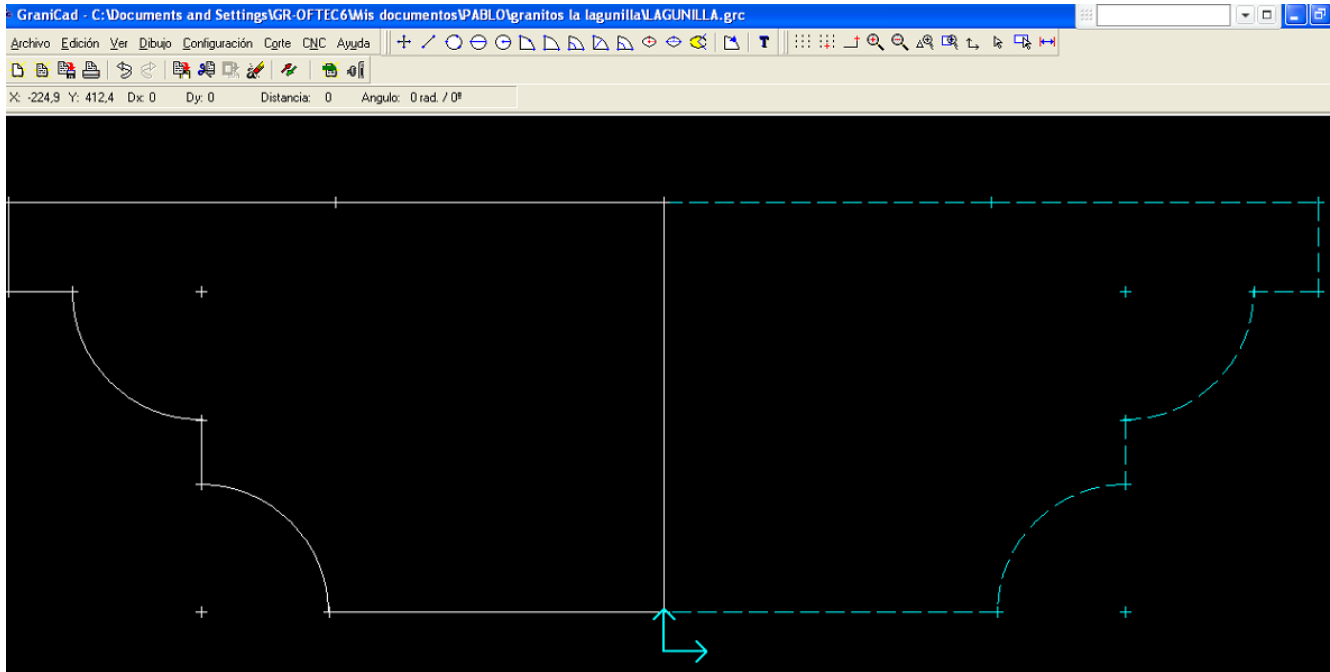 GraniCad - C:\Documents and Settings\GR-OFTEC6\Mis documentos\PABLO\granitos la lagunilla\LAGUNILLA.grc
Archivo Edición Ver Dibujo Configuración Corte CNC Ayuda T
X: -224,9 Y: 412,4 Dx: 0 Dy: 0 Distancia: 0 Angulo: 0 rad. / 0º